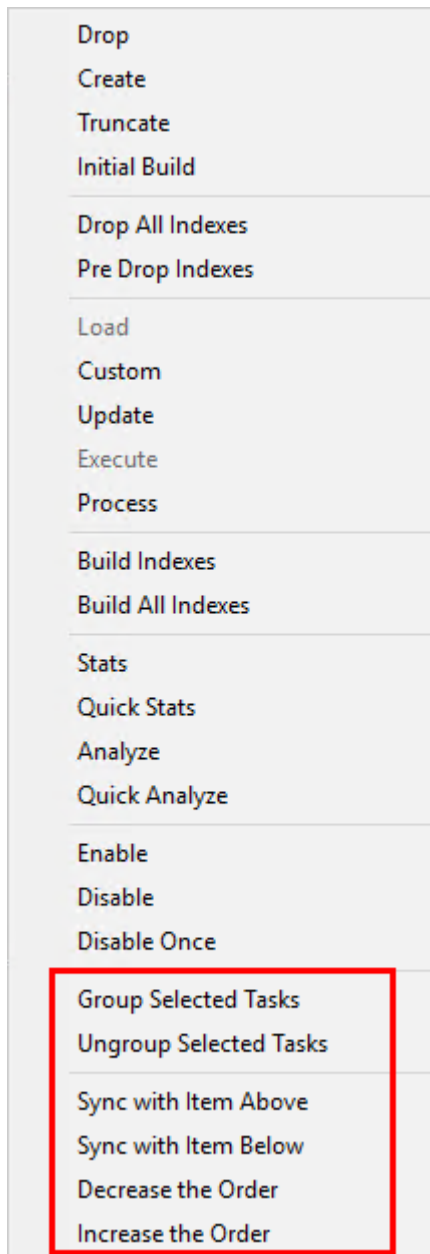 Drop
Create
Truncate
Initial Build
Drop All Indexes
Pre Drop Indexes
Load
Custom
Update
Execute
Process
Build Indexes
Build All Indexes
Stats
Quick Stats
Analyze
Quick Analyze
Enable
Disable
Disable Once
Group Selected Tasks
Ungroup Selected Tasks
Sync with Item Above
Sync with Item Below
Decrease the Order
Increase the Order